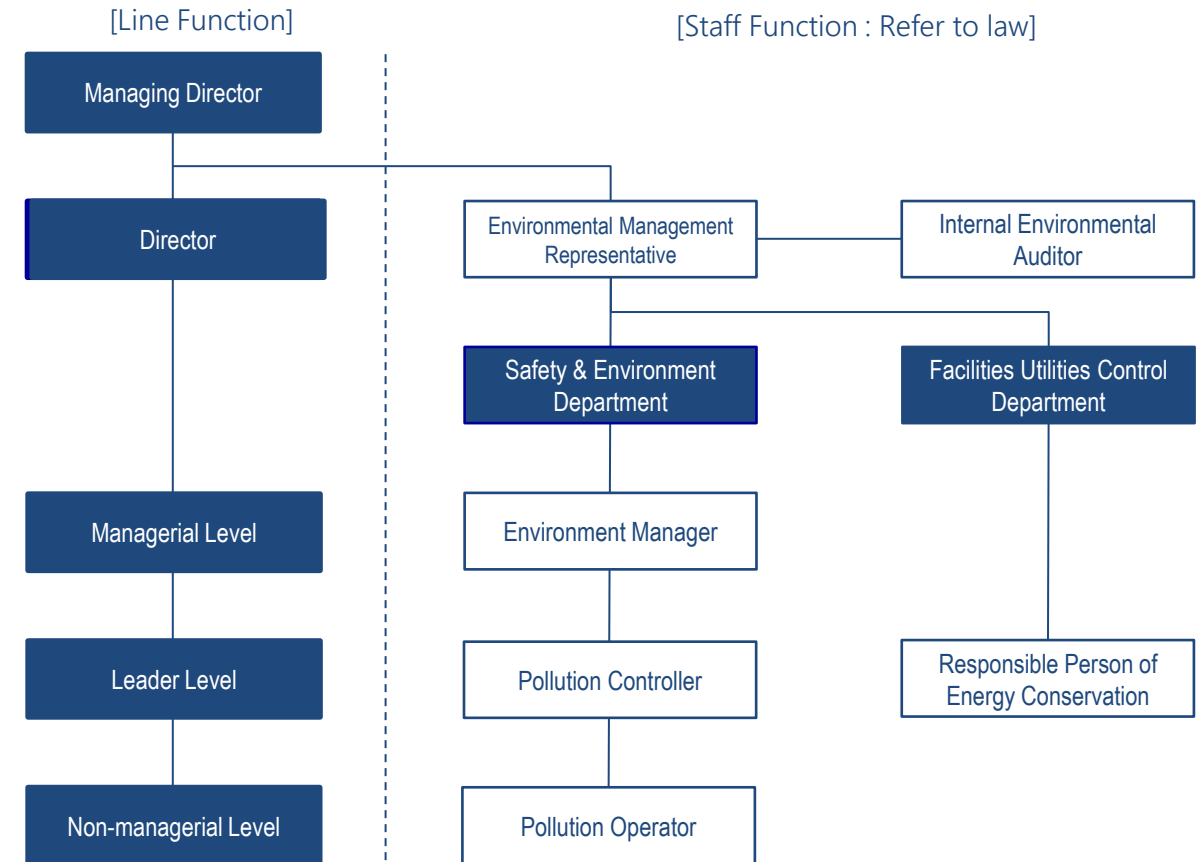 [Line Function]
[Staff Function : Refer to law]
Managing Director
Director
Environmental Management
Representative
Internal Environmental
Auditor
Safety & Environment
Department
Facilities Utilities Control
Department
Managerial Level
Environment Manager
Leader Level
Pollution Controller
Responsible Person of
Energy Conservation
Non-managerial Level
Pollution Operator